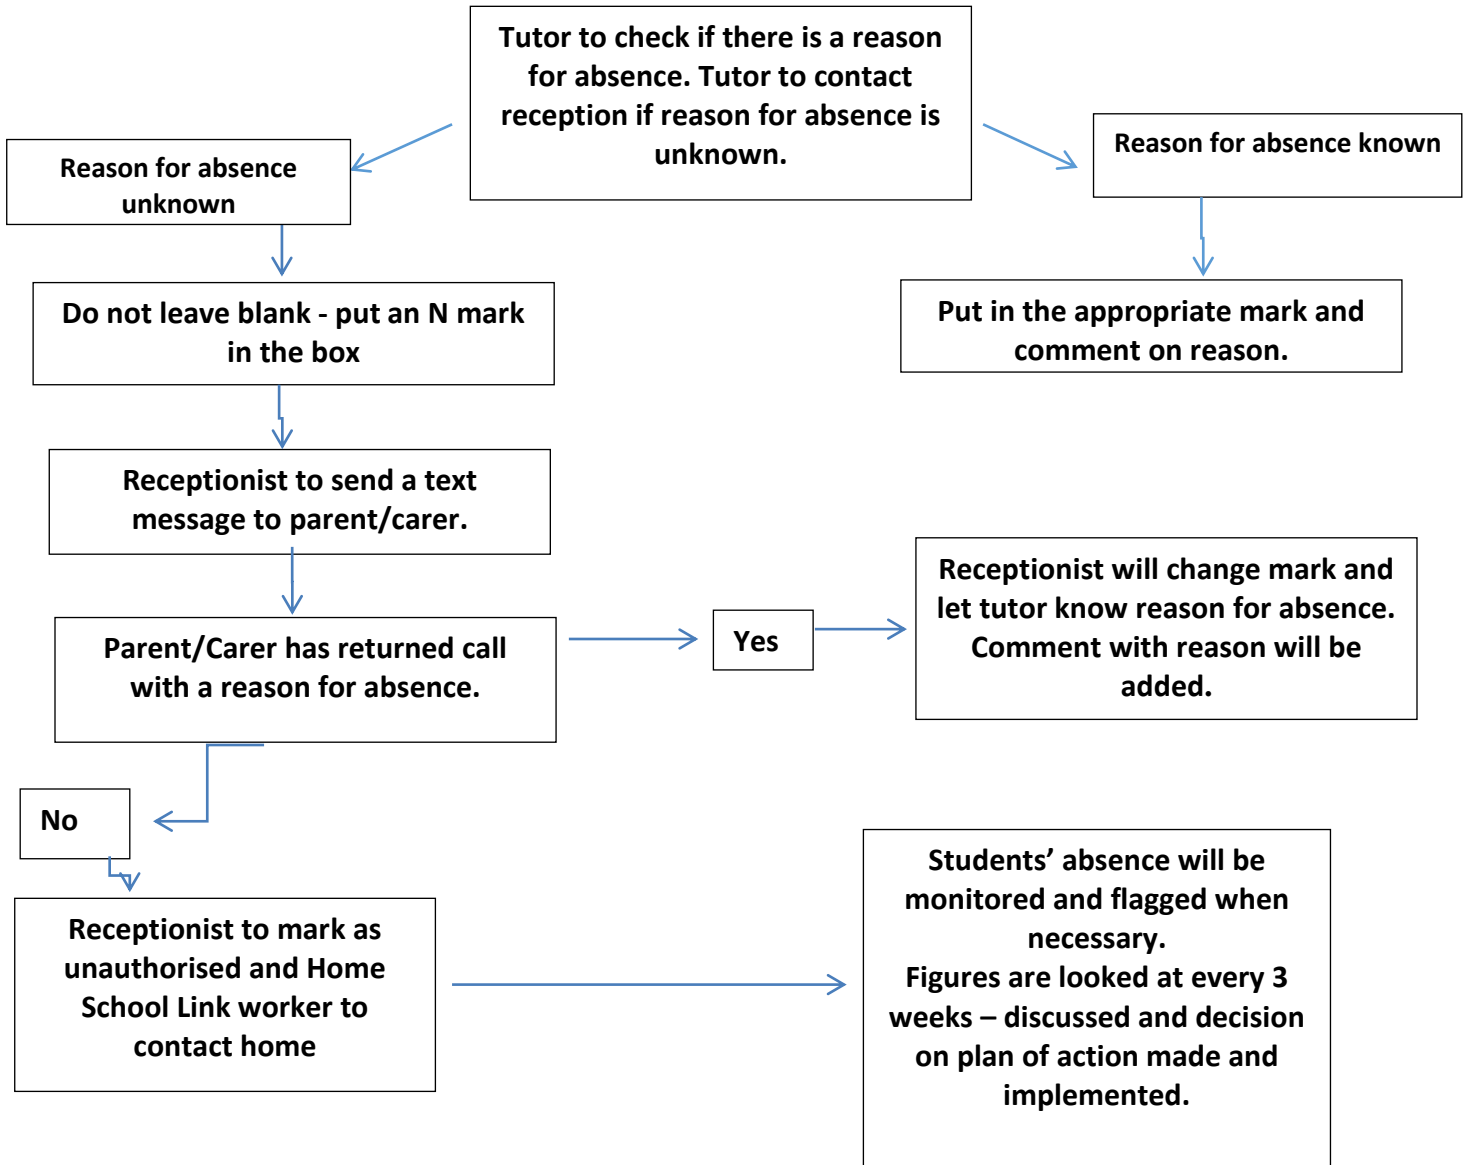 Tutor to check if there is a reason
for absence. Tutor to contact
reception if reason for absence is
unknown.
Reason for absence
unknown
Reason for absence known
Do not leave blank - put an N mark
in the box
Put in the appropriate mark and
comment on reason.
Receptionist to send a text
message to parent/carer.
Parent/Carer has returned call
with a reason for absence.
Yes
Receptionist will change mark and
let tutor know reason for absence.
Comment with reason will be
added.
No
Receptionist to mark as
unauthorised and Home
School Link worker to
contact home
Students’ absence will be
monitored and flagged when
necessary.
Figures are looked at every 3
weeks – discussed and decision
on plan of action made and
implemented.